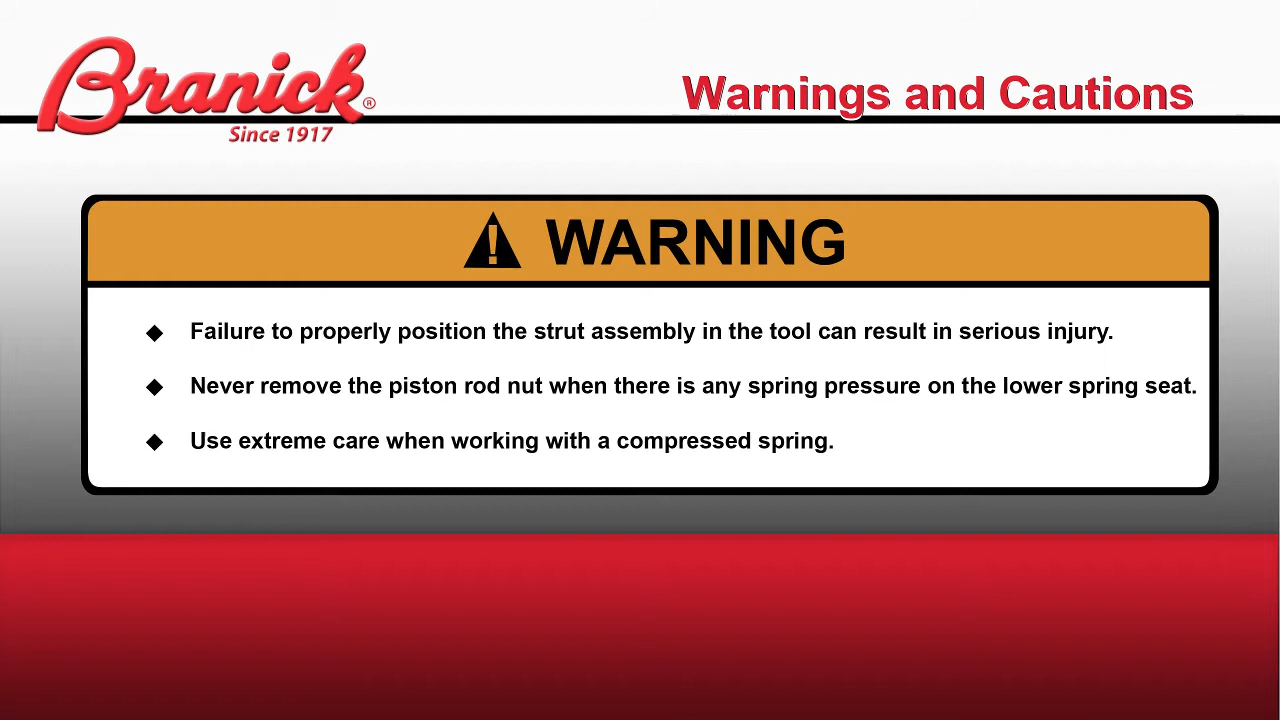 Branick®
Since 1917
Warnings and Cautions
WARNING
◆ Failure to properly position the strut assembly in the tool can result in serious injury.
◆ Never remove the piston rod nut when there is any spring pressure on the lower spring seat.
◆ Use extreme care when working with a compressed spring.